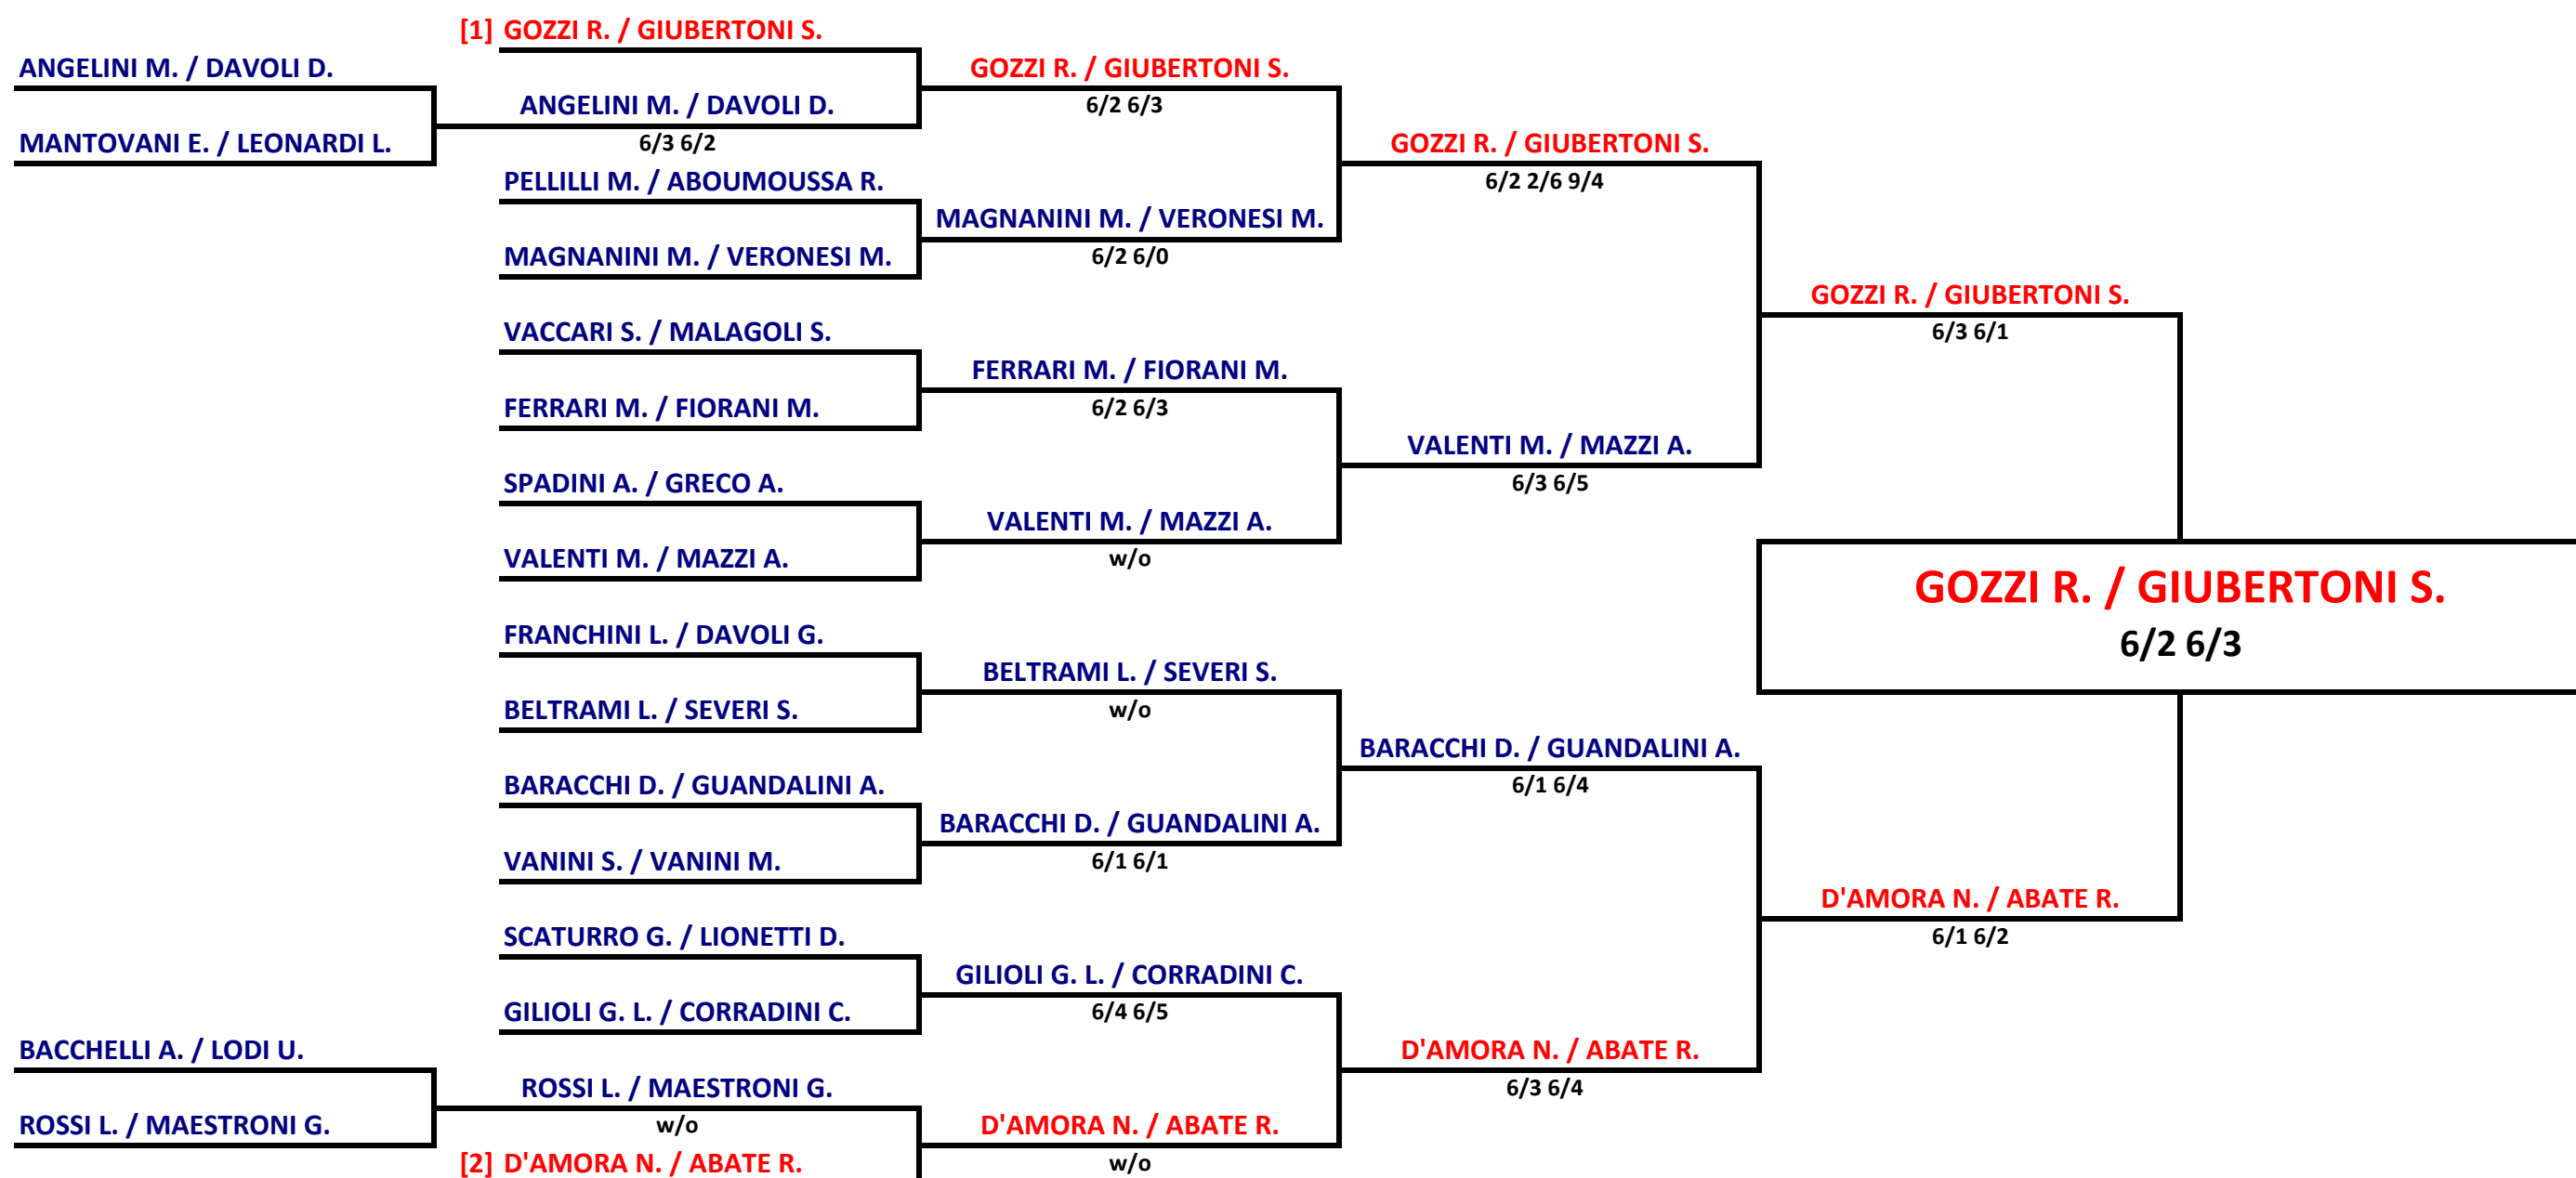 [1] GOZZI R. / GIUBERTONI S.
ANGELINI M. / DAVOLI D.
GOZZI R. / GIUBERTONI S.
ANGELINI M. / DAVOLI D.
6/2 6/3
MANTOVANI E. / LEONARDI L.
6/3 6/2
GOZZI R. / GIUBERTONI S.
PELLILLI M. / ABOUMOUSSA R.
6/2 2/6 9/4
MAGNANINI M. / VERONESI M.
MAGNANINI M. / VERONESI M.
6/2 6/0
GOZZI R. / GIUBERTONI S.
VACCARI S. / MALAGOLI S.
6/3 6/1
FERRARI M. / FIORANI M.
FERRARI M. / FIORANI M.
6/2 6/3
VALENTI M. / MAZZI A.
SPADINI A. / GRECO A.
6/3 6/5
VALENTI M. / MAZZI A.
VALENTI M. / MAZZI A.
w/o
GOZZI R. / GIUBERTONI S.
6/2 6/3
FRANCHINI L. / DAVOLI G.
BELTRAMI L. / SEVERI S.
BELTRAMI L. / SEVERI S.
w/o
BARACCHI D. / GUANDALINI A.
BARACCHI D. / GUANDALINI A.
6/1 6/4
BARACCHI D. / GUANDALINI A.
VANINI S. / VANINI M.
6/1 6/1
D'AMORA N. / ABATE R.
SCATURRO G. / LIONETTI D.
6/1 6/2
GILIOLI G. L. / CORRADINI C.
GILIOLI G. L. / CORRADINI C.
6/4 6/5
BACCHELLI A. / LODI U.
D'AMORA N. / ABATE R.
ROSSI L. / MAESTRONI G.
6/3 6/4
ROSSI L. / MAESTRONI G.
w/o
D'AMORA N. / ABATE R.
[2] D'AMORA N. / ABATE R.
w/o